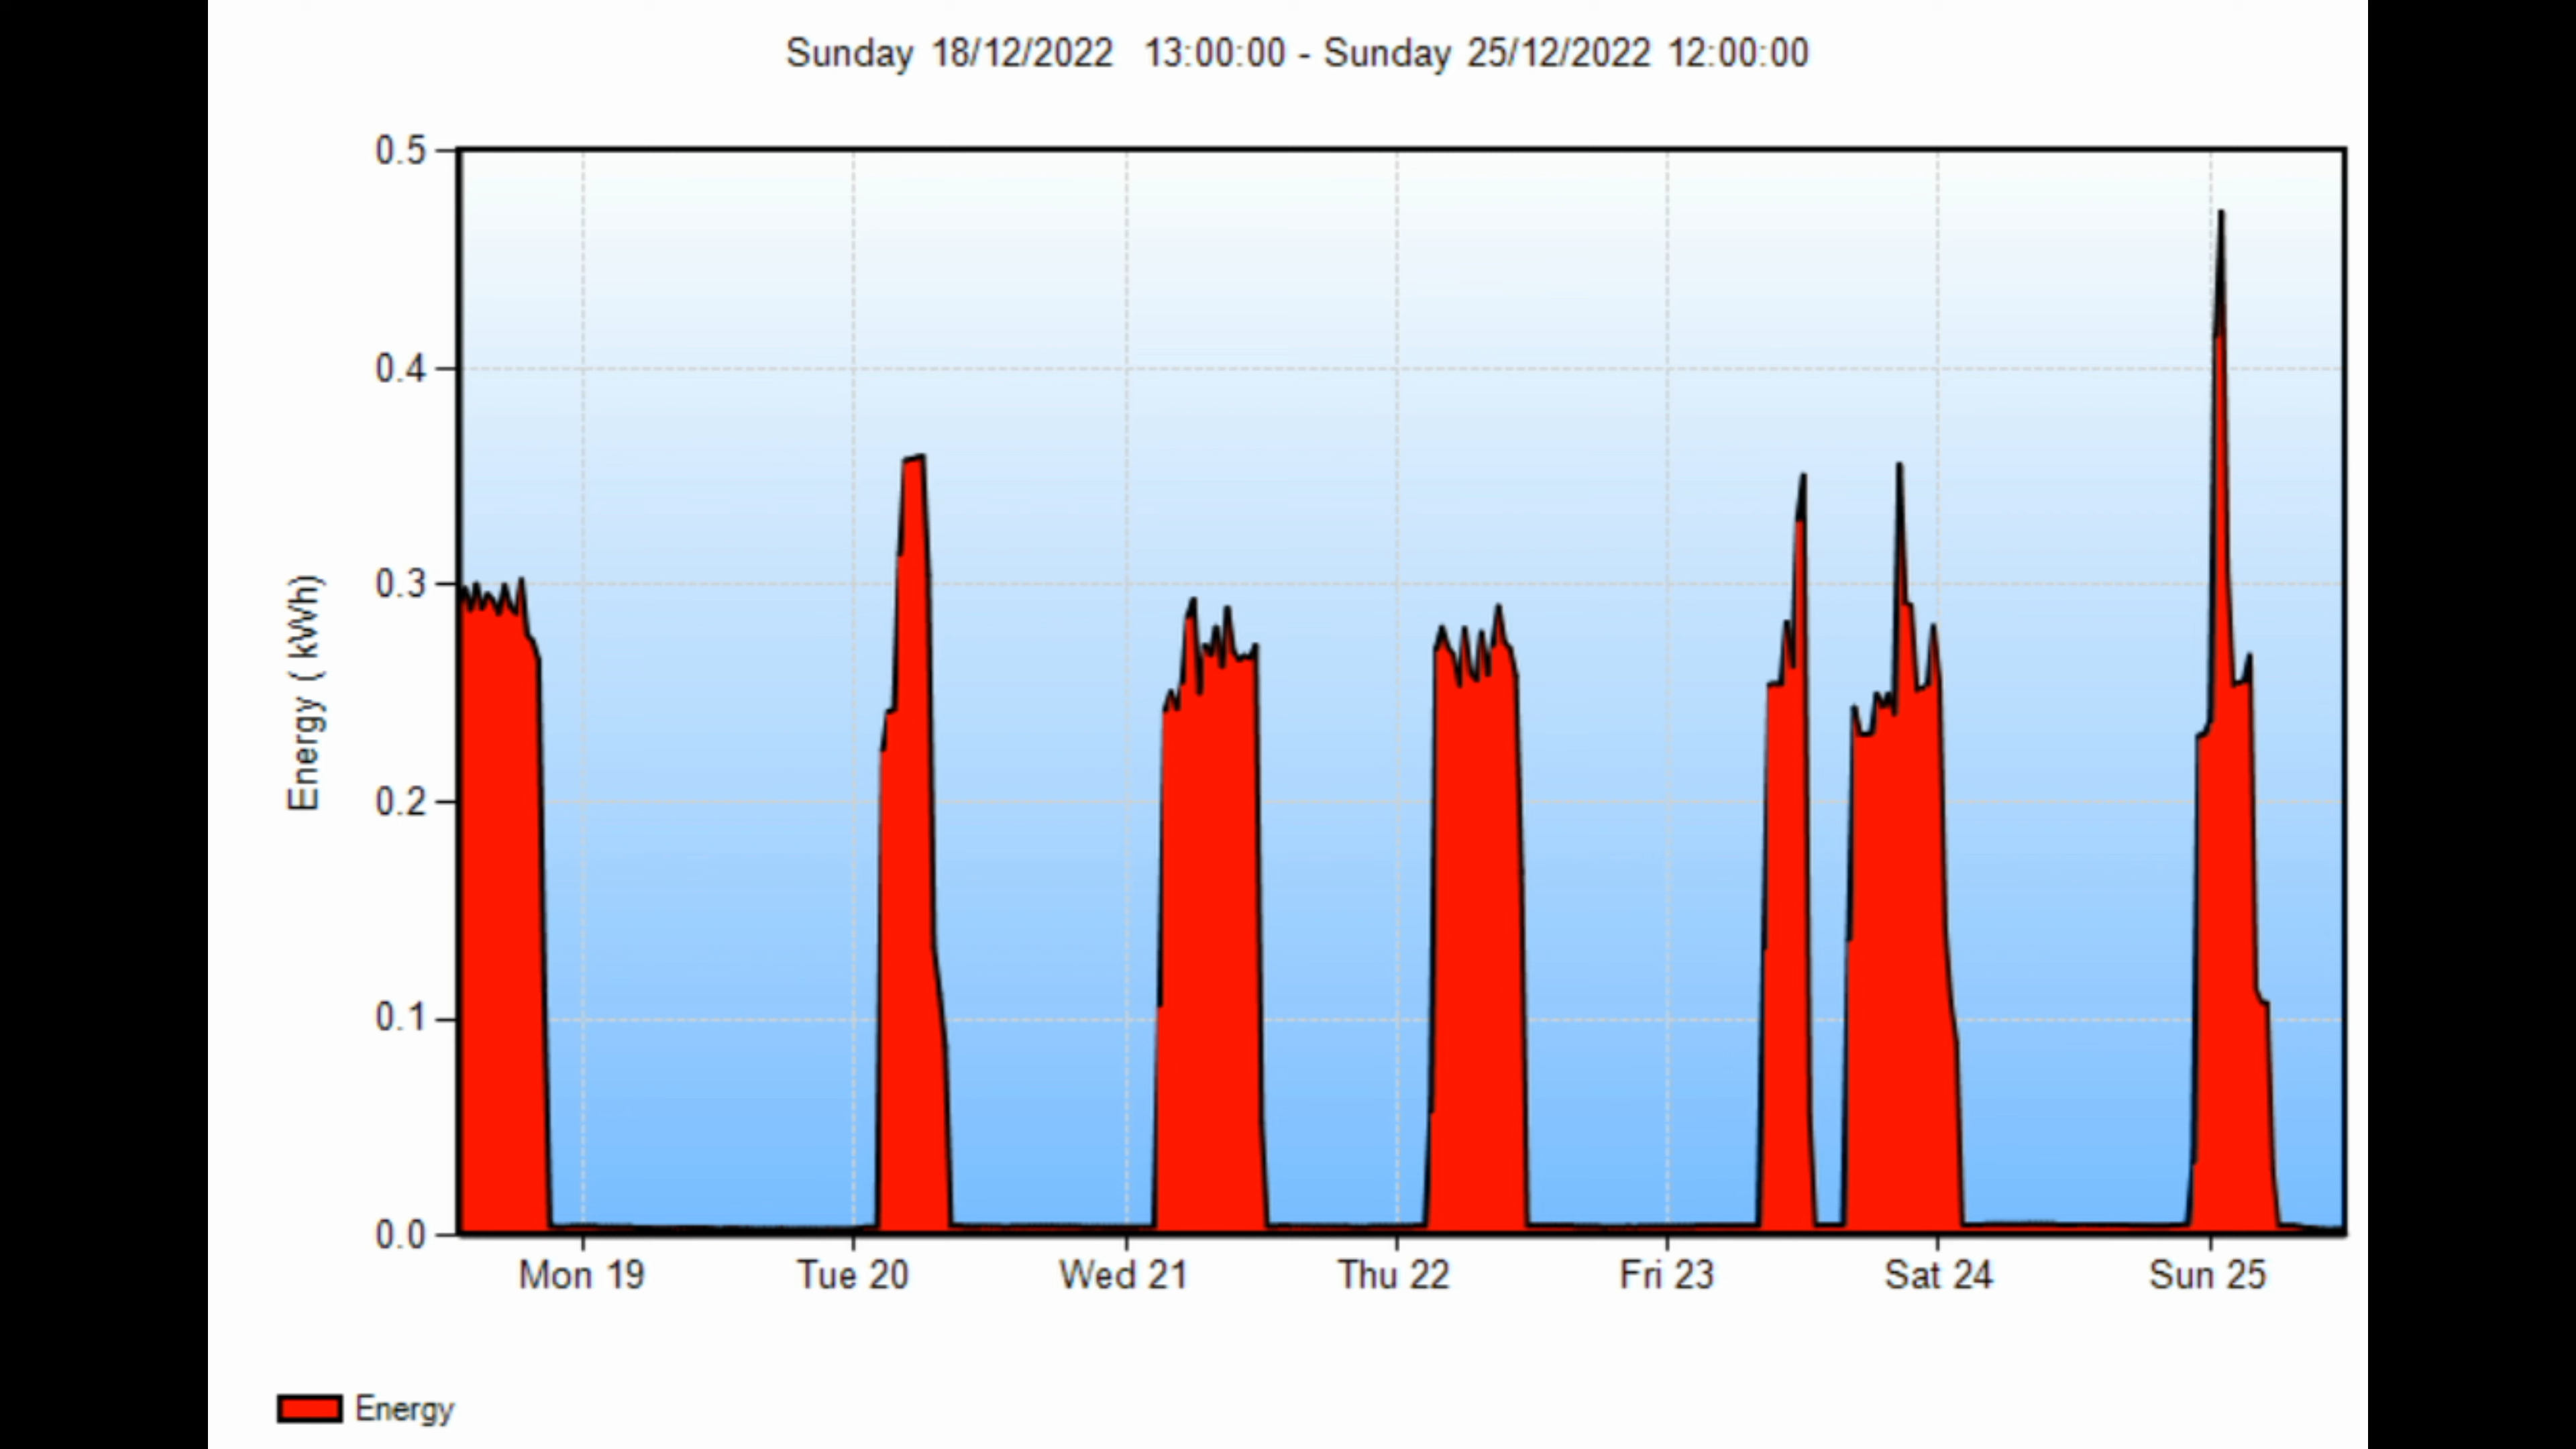 Sunday 18/12/2022 13:00:00 - Sunday 25/12/2022 12:00:00
0.5
0.4
0.3
0.2
0.1
0.0
Energy ( kWh)
Mon 19 Tue 20 Wed 21 Thu 22 Fri 23 Sat 24 Sun 25
Energy